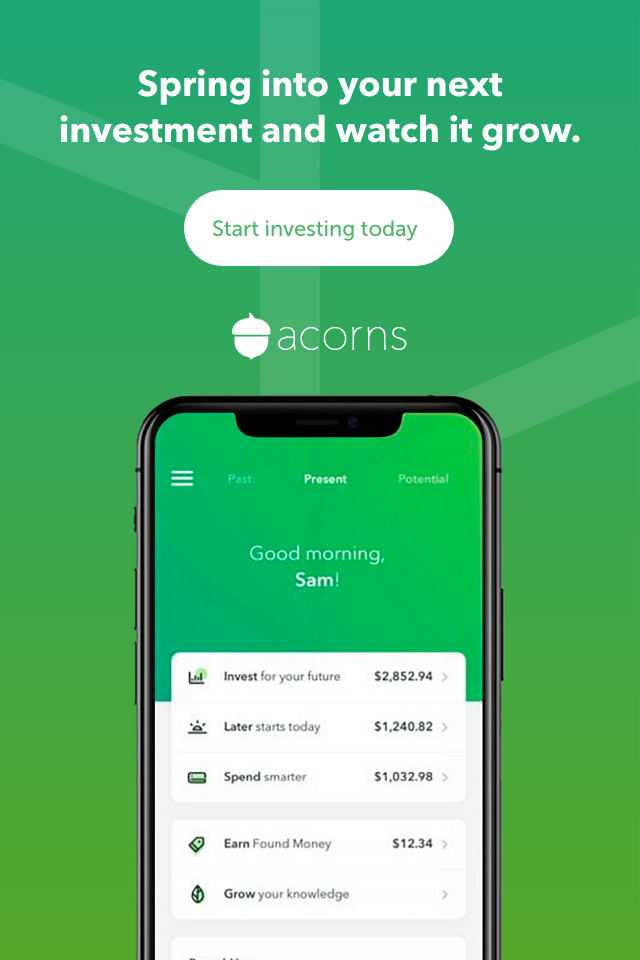 Spring into your next
investment and watch it grow.
Start investing today
acorns
Past Present Potential
Good morning,
Sam!
Invest for your future $2,852.94
Later starts today $1,240.82
Spend smarter $1,032.98
Earn Found Money $12.34
Grow your knowledge